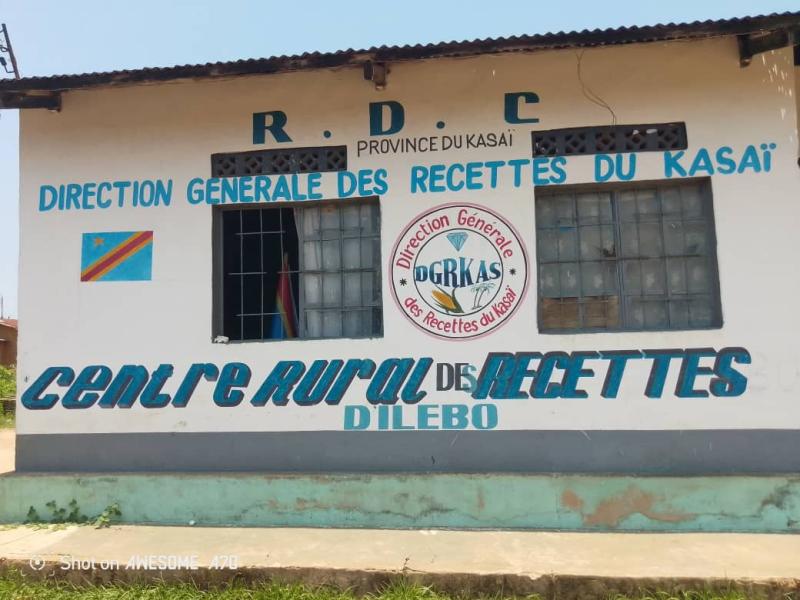 R. D. C
PROVINCE DU KASAÏ
DIRECTION GENERALE DES RECETTES DU KASAÏ
Direction Générale
DGRKAS
des Recettes du Kasaï
Centre Rural DES RECETTES
D'ILEBO
Shot on AWESOME A70